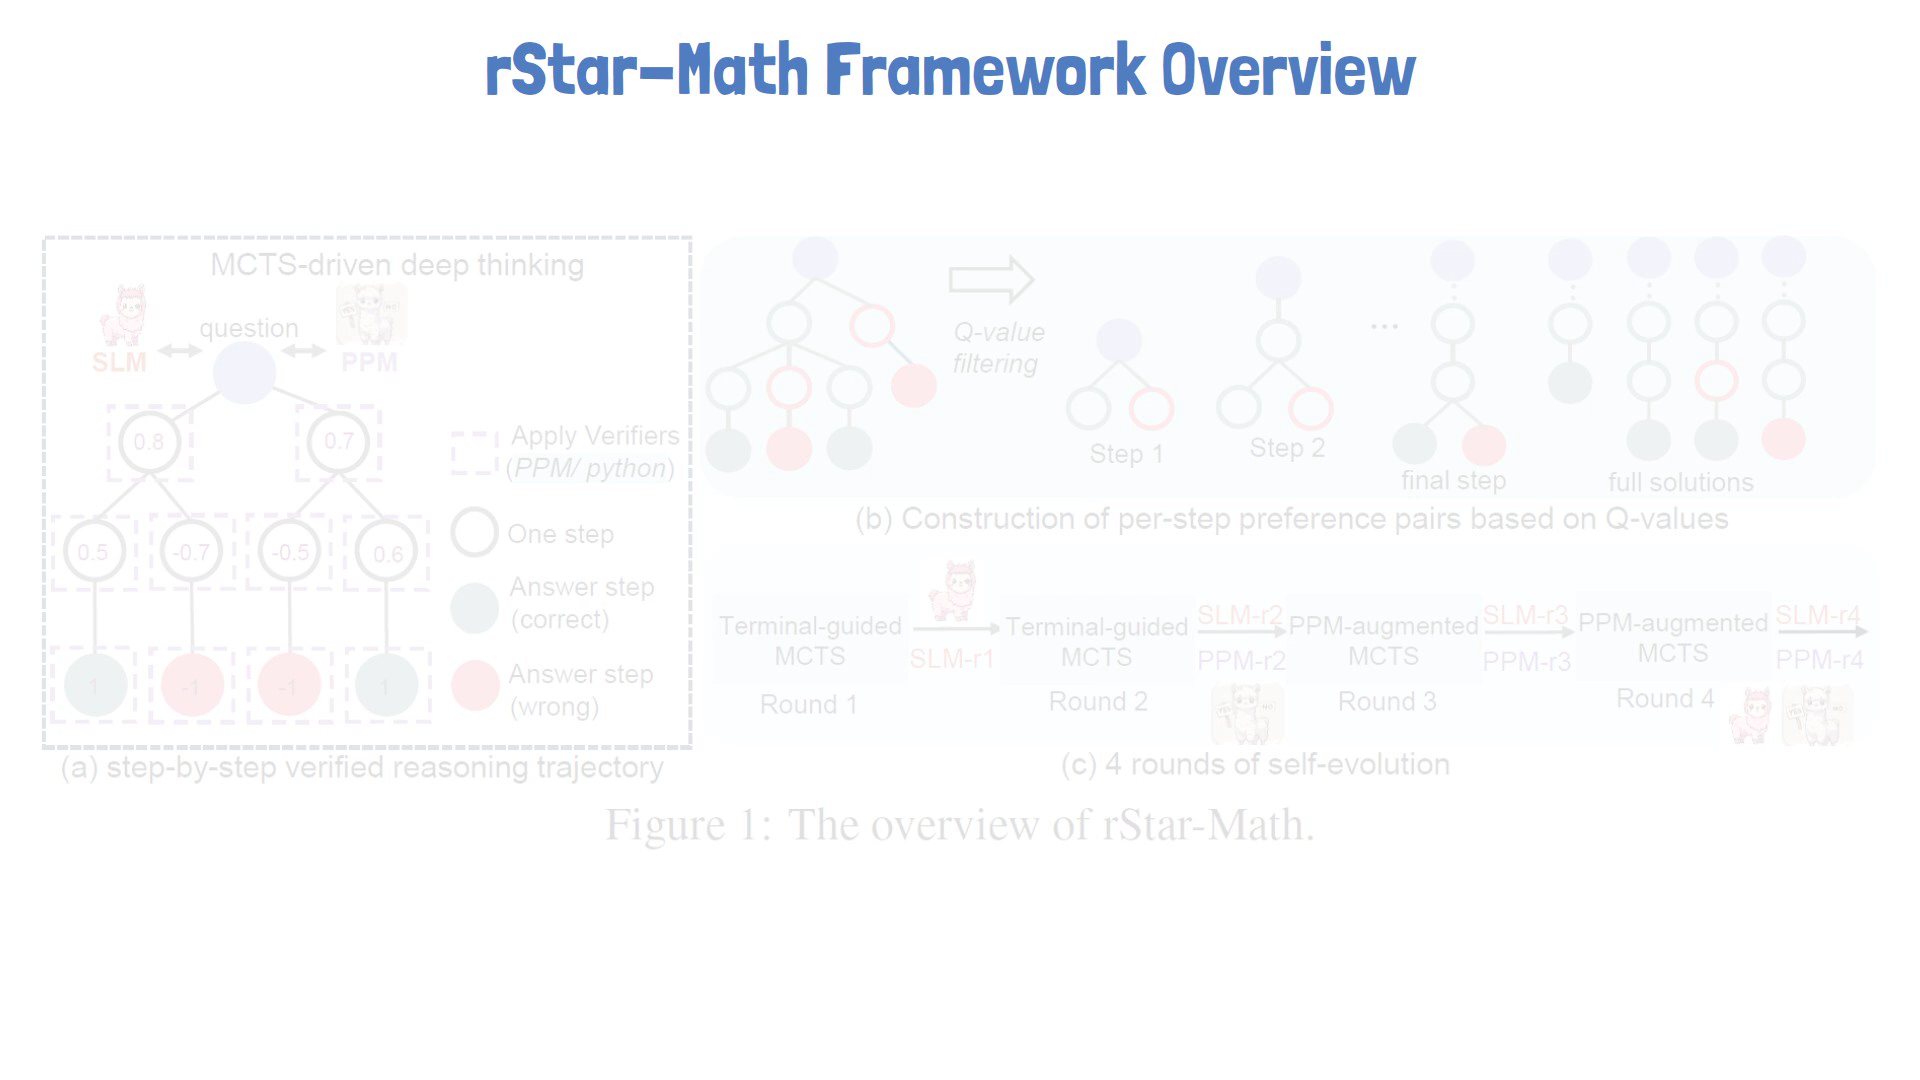 rStar-Math Framework Overview
MCTS-driven deep thinking
question
SLM
PPM
0.8
0.7
0.5
-0.7
-0.5
0.6
1
-1
-1
1
Apply Verifiers
(PPM/ python)
One step
Answer step
(correct)
Answer step
(wrong)
(a) step-by-step verified reasoning trajectory
Q-value
filtering
Step 1
Step 2
...
final step
full solutions
(b) Construction of per-step preference pairs based on Q-values
Terminal-guided
MCTS
Round 1
SLM-r1
Terminal-guided
MCTS
Round 2
SLM-r2
PPM-r2
PPM-augmented
MCTS
Round 3
SLM-r3
PPM-r3
PPM-augmented
MCTS
Round 4
SLM-r4
PPM-r4
(c) 4 rounds of self-evolution
Figure 1: The overview of rStar-Math.